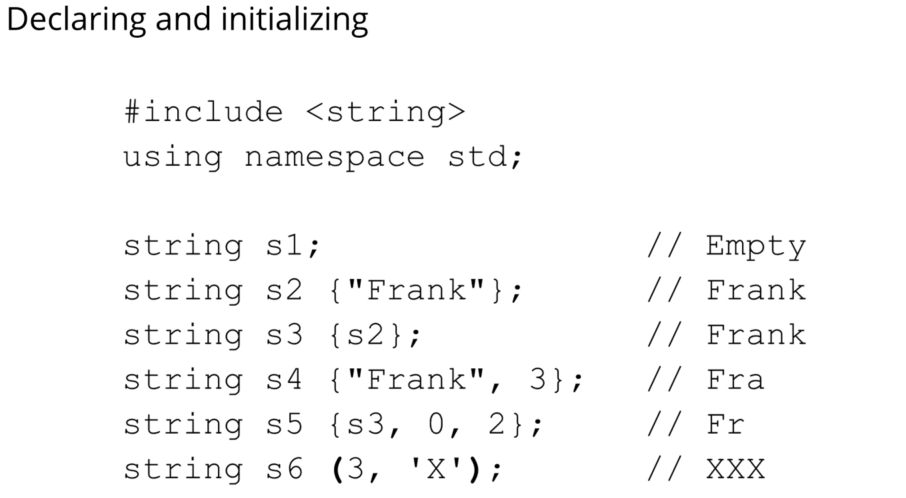 Declaring and initializing
#include <string>
using namespace std;
string s1; // Empty
string s2 {"Frank"}; // Frank
string s3 {s2}; // Frank
string s4 {"Frank", 3}; // Fra
string s5 {s3, 0, 2}; // Fr
string s6 (3, 'X'); // XXX